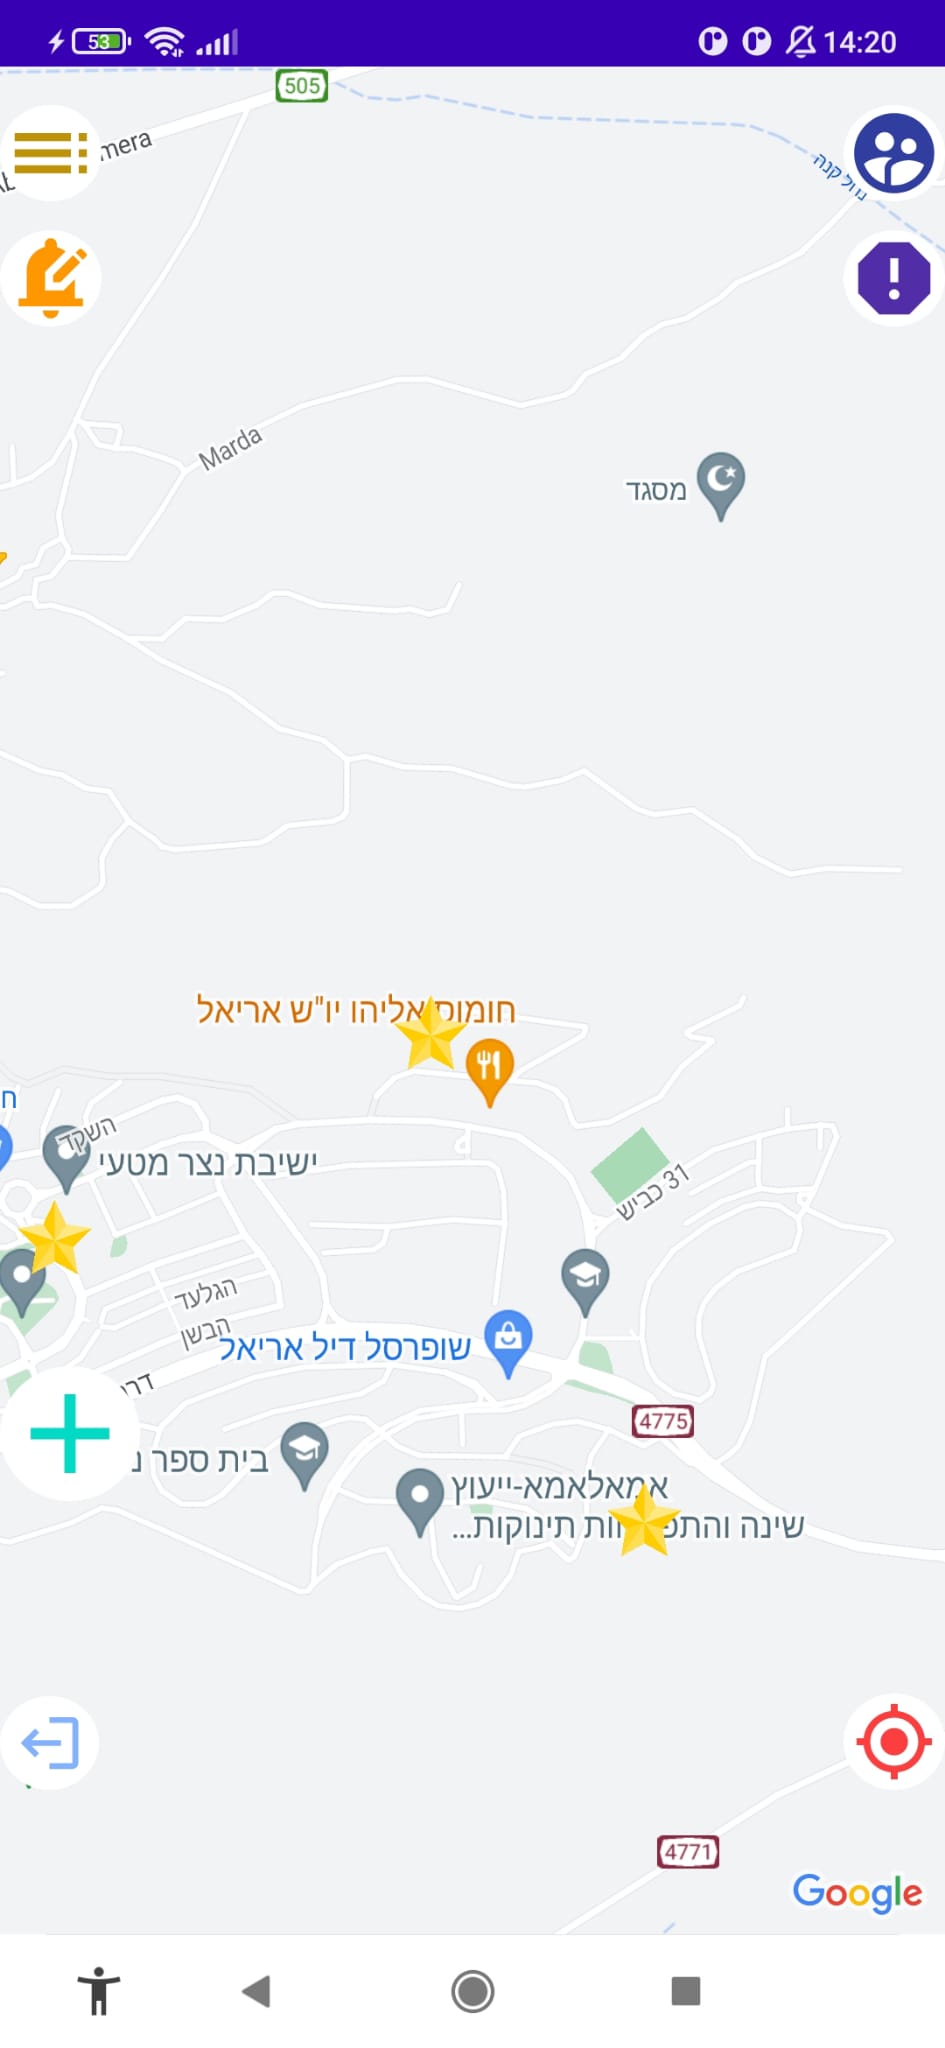 53
14:20
505
mera
נחל קנה
Marda
מסגד
חומוס אליהו יו"ש אריאל
ח
השקד
ישיבת נצר מטעי
כביש 31
הגלעד
הבשן
שופרסל דיל אריאל
דרך
4775
בית ספר נ
אמאלאמא-ייעוץ
שינה והתפתחות תינוקות...
4771
Google